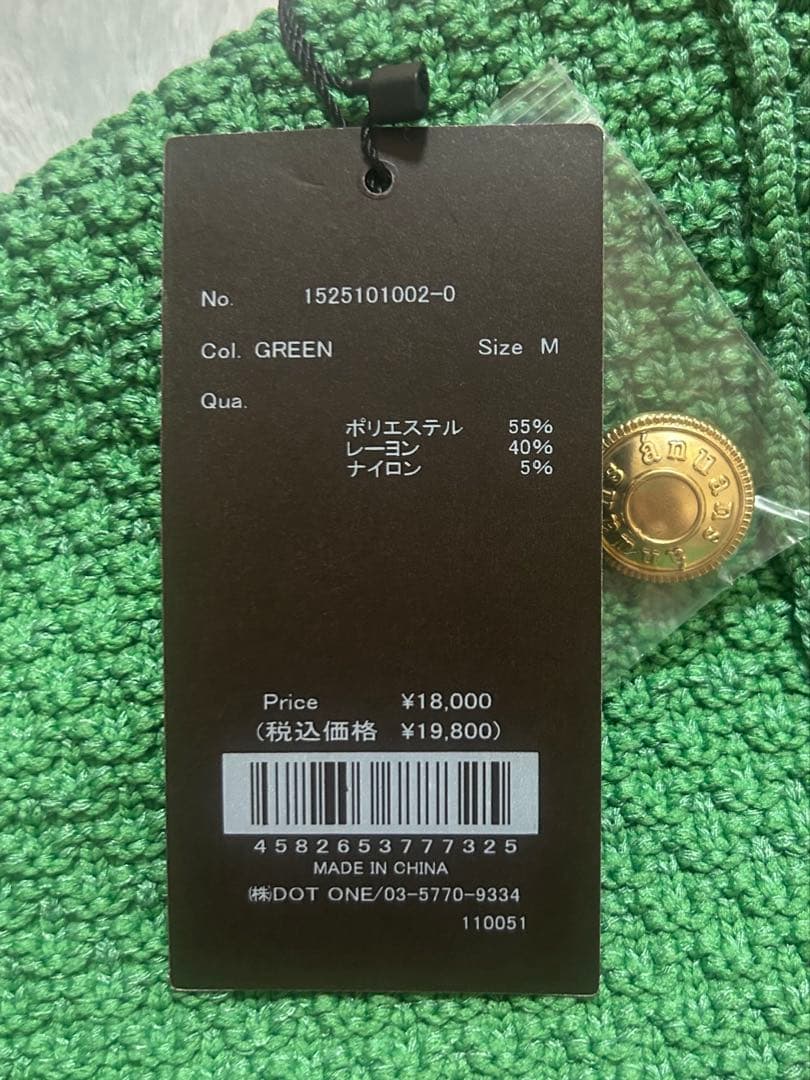 No. 1525101002-0
Col. GREEN Size M
Qua.
ポリエステル 55%
レーヨン 40%
ナイロン 5%
ánuans
Price ¥18,000
(税込価格 ¥19,800)
4582653777325
MADE IN CHINA
㈱DOT ONE/03-5770-9334
110051